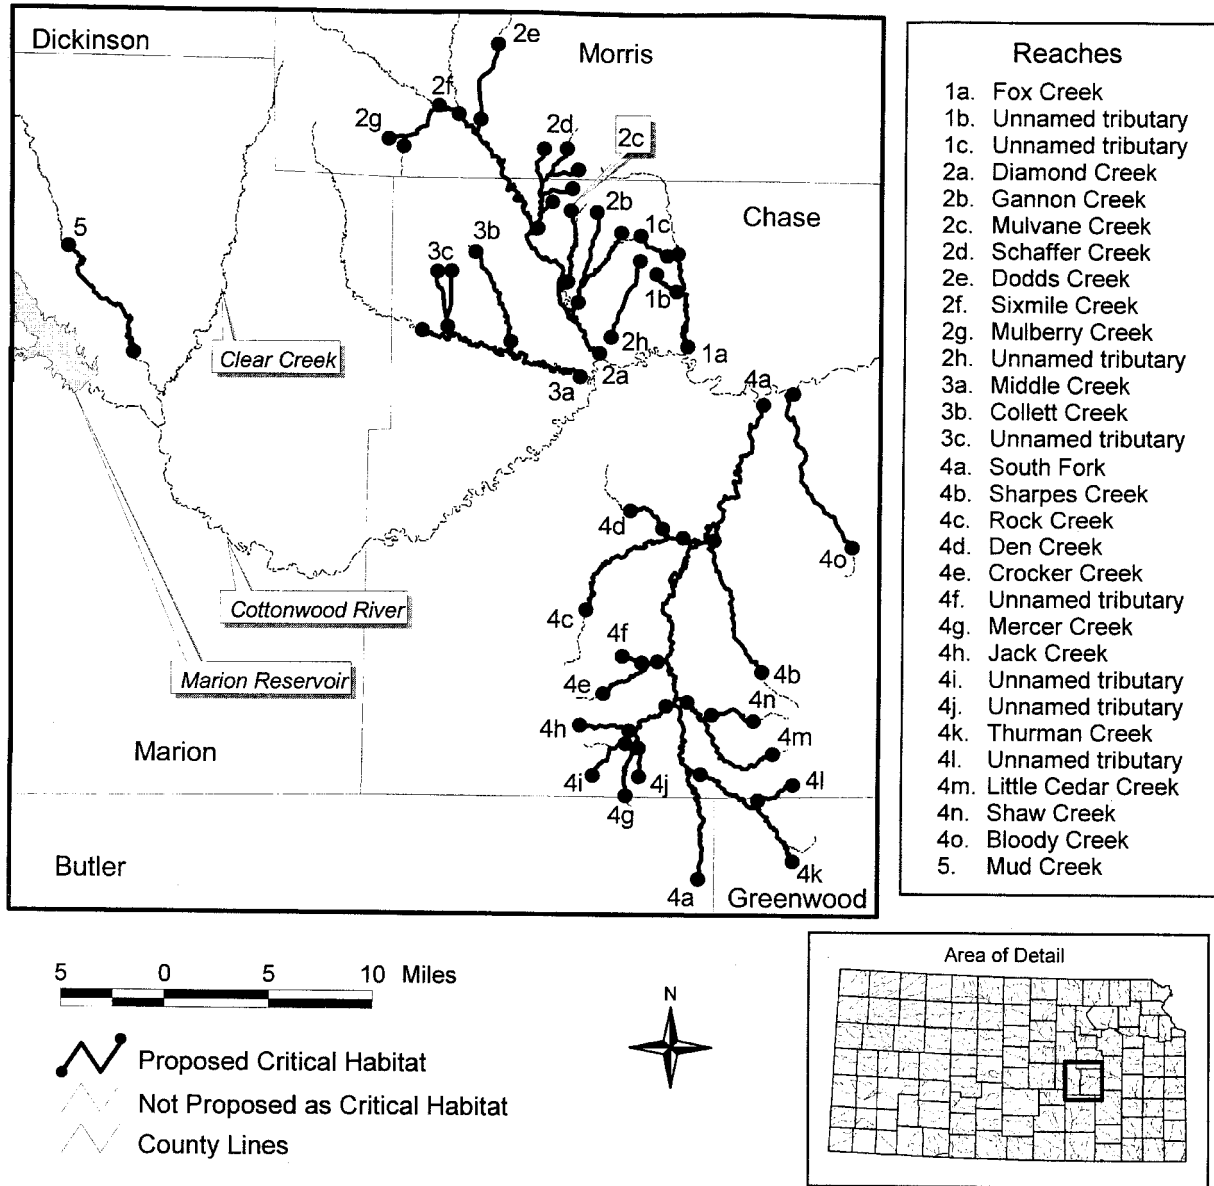 Dickinson
Morris
2e
2f
2g
2d
2c
2b
1c
Chase
5
3b
3c
1b
Clear Creek
2h
1a
2a
3a
4a
4d
4o
4c
Cottonwood River
4f
4b
Marion Reservoir
4e
4n
4h
4m
Marion
4i
4j
4l
4g
Butler
4k
4a
Greenwood
Reaches
1a. Fox Creek
1b. Unnamed tributary
1c. Unnamed tributary
2a. Diamond Creek
2b. Gannon Creek
2c. Mulvane Creek
2d. Schaffer Creek
2e. Dodds Creek
2f. Sixmile Creek
2g. Mulberry Creek
2h. Unnamed tributary
3a. Middle Creek
3b. Collett Creek
3c. Unnamed tributary
4a. South Fork
4b. Sharpes Creek
4c. Rock Creek
4d. Den Creek
4e. Crocker Creek
4f. Unnamed tributary
4g. Mercer Creek
4h. Jack Creek
4i. Unnamed tributary
4j. Unnamed tributary
4k. Thurman Creek
4l. Unnamed tributary
4m. Little Cedar Creek
4n. Shaw Creek
4o. Bloody Creek
5. Mud Creek
5 0 5 10 Miles
Proposed Critical Habitat
Not Proposed as Critical Habitat
County Lines
N
Area of Detail